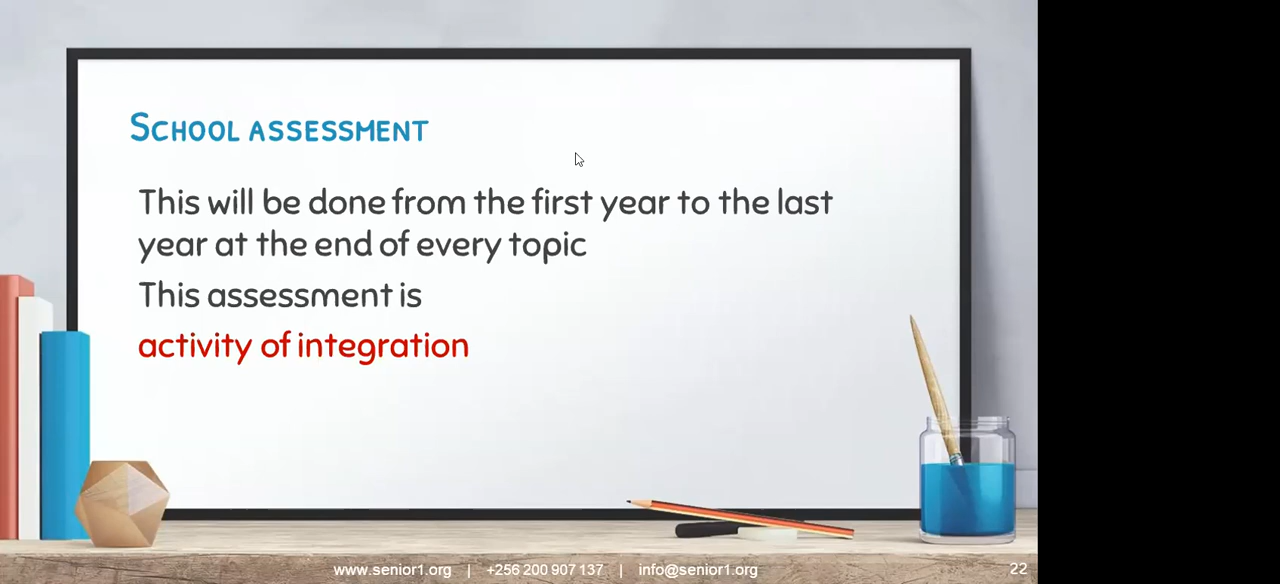 School assessment
This will be done from the first year to the last
year at the end of every topic
This assessment is
activity of integration
www.senior1.org | +256 200 907 137 | info@senior1.org
22